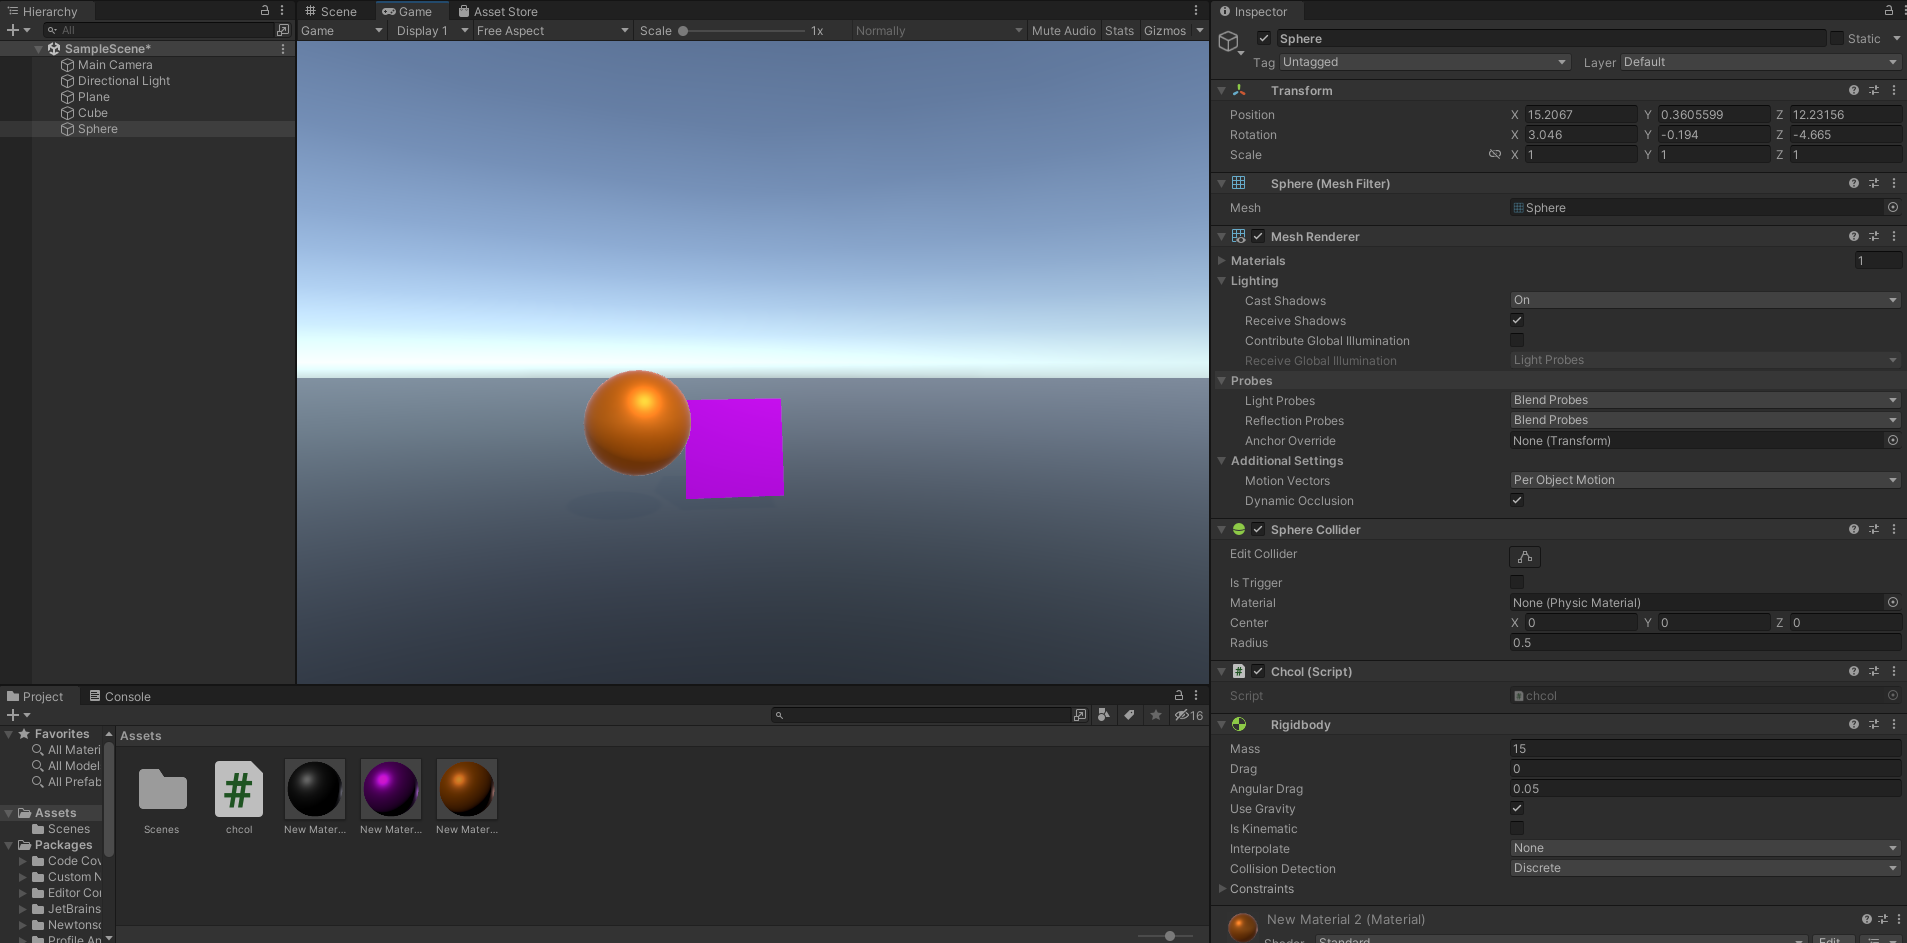 Hierarchy
All
SampleScene*
Main Camera
Directional Light
Plane
Cube
Sphere
Scene Game Asset Store
Game Display 1 Free Aspect Scale 1x Normally Mute Audio Stats Gizmos
Inspector
Sphere Static
Tag Untagged Layer Default
Transform
Position X 15.2067 Y 0.3605599 Z 12.23156
Rotation X 3.046 Y -0.194 Z -4.665
Scale X 1 Y 1 Z 1
Sphere (Mesh Filter)
Mesh Sphere
Mesh Renderer
Materials 1
Lighting
Cast Shadows On
Receive Shadows
Contribute Global Illumination
Receive Global Illumination Light Probes
Probes
Light Probes Blend Probes
Reflection Probes Blend Probes
Anchor Override None (Transform)
Additional Settings
Motion Vectors Per Object Motion
Dynamic Occlusion
Sphere Collider
Edit Collider
Is Trigger
Material None (Physic Material)
Center X 0 Y 0 Z 0
Radius 0.5
# Chcol (Script)
Script chcol
Rigidbody
Mass 15
Drag 0
Angular Drag 0.05
Use Gravity
Is Kinematic
Interpolate None
Collision Detection Discrete
Constraints
New Material 2 (Material)
Shader Standard Edit...
Project Console
16
Favorites
All Materi
All Model
All Prefab
Assets
Scenes
Packages
Code Cov
Custom N
Editor Cor
JetBrains
Newtonso
Profile An
Assets
Scenes
#
chcol
New Mater...
New Mater...
New Mater...